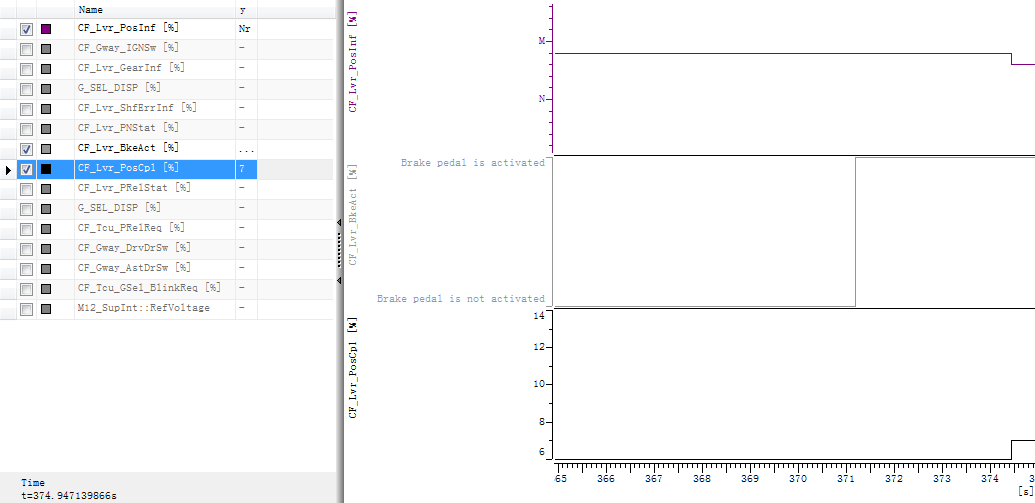 Name y
CF_Lvr_PosInf [%] Nr
CF_Gway_IGNSw [%] -
CF_Lvr_GearInf [%] -
G_SEL_DISP [%] -
CF_Lvr_ShfErrInf [%] -
CF_Lvr_PNStat [%] -
CF_Lvr_BkeAct [%] ...
CF_Lvr_PosCpl [%] 7
CF_Lvr_PRelStat [%] -
G_SEL_DISP [%] -
CF_Tcu_PRelReq [%] -
CF_Gway_DrvDrSw [%] -
CF_Gway_AstDrSw [%] -
CF_Tcu_GSel_BlinkReq [%] -
M12_SupInt::RefVoltage -
Time
t=374.947139866s
CF_Lvr_PosInf [%]
M
N
CF_Lvr_BkeAct [%]
Brake pedal is activated
Brake pedal is not activated
CF_Lvr_PosCpl [%]
14
12
10
8
6
65 366 367 368 369 370 371 372 373 374 3
[s]